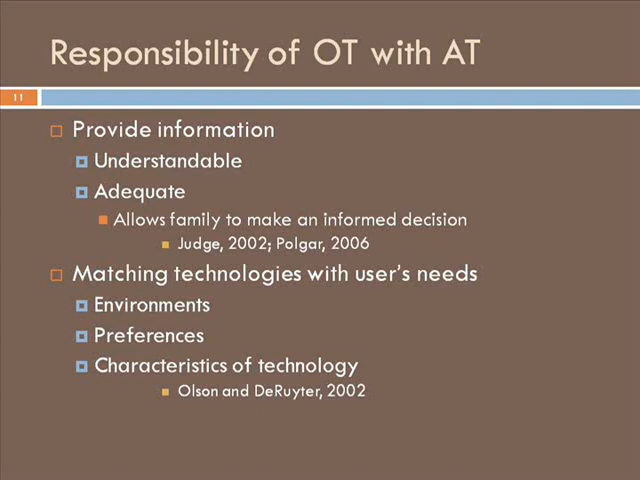 Responsibility of OT with AT
11
Provide information
Understandable
Adequate
Allows family to make an informed decision
Judge, 2002; Polgar, 2006
Matching technologies with user's needs
Environments
Preferences
Characteristics of technology
Olson and DeRuyter, 2002